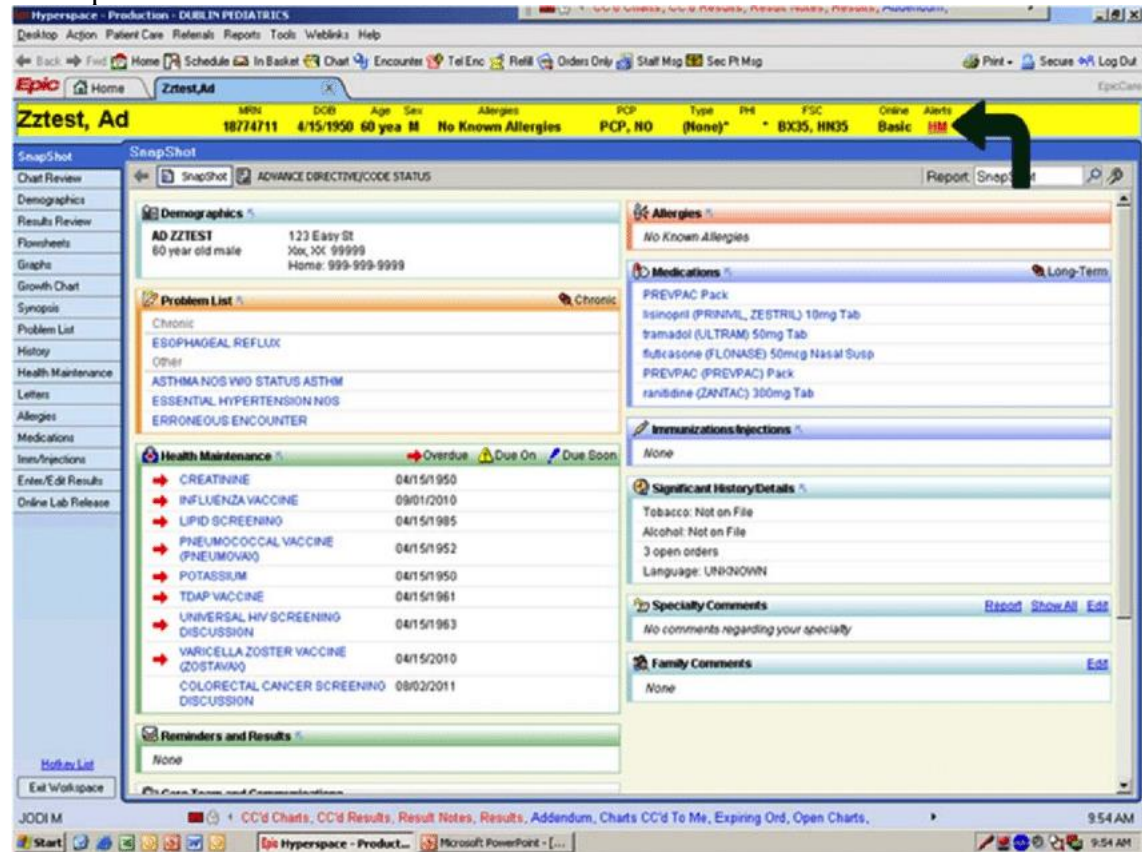 Hyperspace - Production - DUBLIN PEDIATRICS
Desktop Action Patient Care Referrals Reports Tools Weblinks Help
Back Fwd Home Schedule In Basket Chart Encounter Tel Enc Refill Orders Only Staff Msg Sec Pt Msg Print Secure Log Out
Epic Home Zztest,Ad EpicCare
MRN DOB Age Sex Allergies PCP Type PHI FSC Online Alerts
Zztest, Ad 18774711 4/15/1950 60 yea M No Known Allergies PCP, NO (None)* * BX35, HN35 Basic HM
SnapShot
Chart Review
Demographics
Results Review
Flowsheets
Graphs
Growth Chart
Synopsis
Problem List
History
Health Maintenance
Letters
Allergies
Medications
Imm/Injections
Enter/Edit Results
Online Lab Release
Hotkey List
Exit Workspace
SnapShot
SnapShot ADVANCE DIRECTIVE/CODE STATUS Report
Demographics
AD ZZTEST 123 Easy St
60 year old male Xxx, XX 99999
Home: 999-999-9999
Problem List Chronic
Chronic
ESOPHAGEAL REFLUX
Other
ASTHMA NOS W/O STATUS ASTHM
ESSENTIAL HYPERTENSION NOS
ERRONEOUS ENCOUNTER
Health Maintenance Overdue Due On Due Soon
CREATININE 04/15/1950
INFLUENZA VACCINE 09/01/2010
LIPID SCREENING 04/15/1985
PNEUMOCOCCAL VACCINE (PNEUMOVAX) 04/15/1952
POTASSIUM 04/15/1950
TDAP VACCINE 04/15/1961
UNIVERSAL HIV SCREENING DISCUSSION 04/15/1963
VARICELLA ZOSTER VACCINE (ZOSTAVAX) 04/15/2010
COLORECTAL CANCER SCREENING DISCUSSION 08/02/2011
Reminders and Results
None
Allergies
No Known Allergies
Medications Long-Term
PREVPAC Pack
lisinopril (PRINIVIL, ZESTRIL) 10mg Tab
tramadol (ULTRAM) 50mg Tab
fluticasone (FLONASE) 50mcg Nasal Susp
PREVPAC (PREVPAC) Pack
ranitidine (ZANTAC) 300mg Tab
Immunizations/Injections
None
Significant History/Details
Tobacco: Not on File
Alcohol: Not on File
3 open orders
Language: UNKNOWN
Specialty Comments Report Show All Edit
No comments regarding your specialty
Family Comments Edit
None
JODI M CC'd Charts, CC'd Results, Result Notes, Results, Addendum, Charts CC'd To Me, Expiring Ord, Open Charts, 9:54 AM
Start Hyperspace - Product... Microsoft PowerPoint - [... 9:54 AM